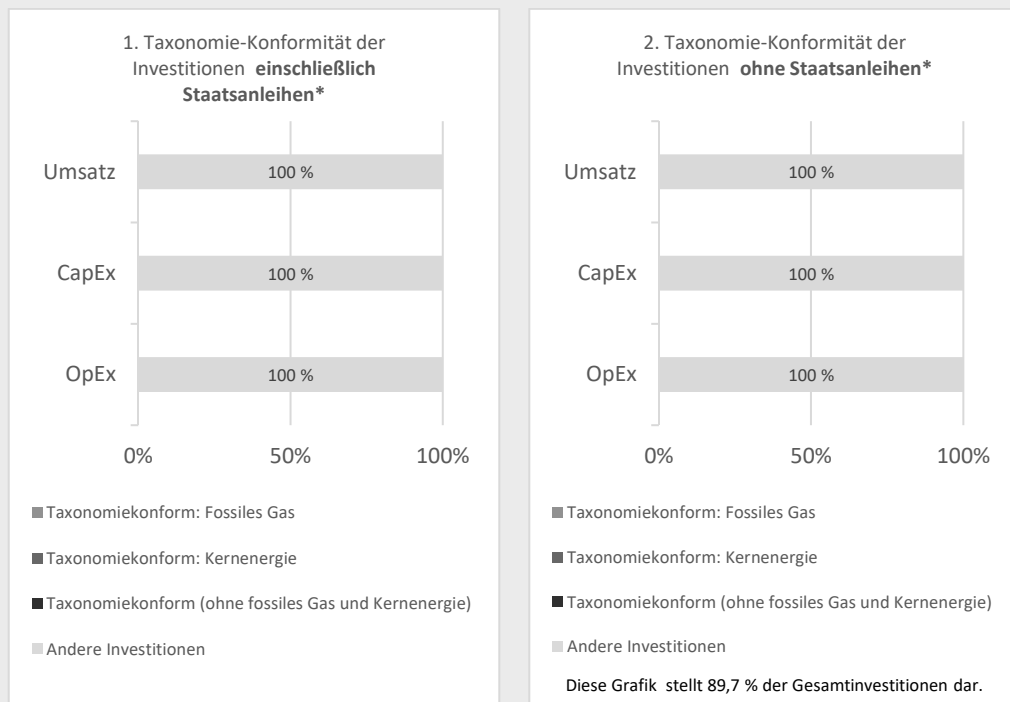 1. Taxonomie-Konformität der
Investitionen einschließlich
Staatsanleihen*
Umsatz
100 %
CapEx
100 %
OpEx
100 %
0% 50% 100%
Taxonomiekonform: Fossiles Gas
Taxonomiekonform: Kernenergie
Taxonomiekonform (ohne fossiles Gas und Kernenergie)
Andere Investitionen
2. Taxonomie-Konformität der
Investitionen ohne Staatsanleihen*
Umsatz
100 %
CapEx
100 %
OpEx
100 %
0% 50% 100%
Taxonomiekonform: Fossiles Gas
Taxonomiekonform: Kernenergie
Taxonomiekonform (ohne fossiles Gas und Kernenergie)
Andere Investitionen
Diese Grafik stellt 89,7 % der Gesamtinvestitionen dar.